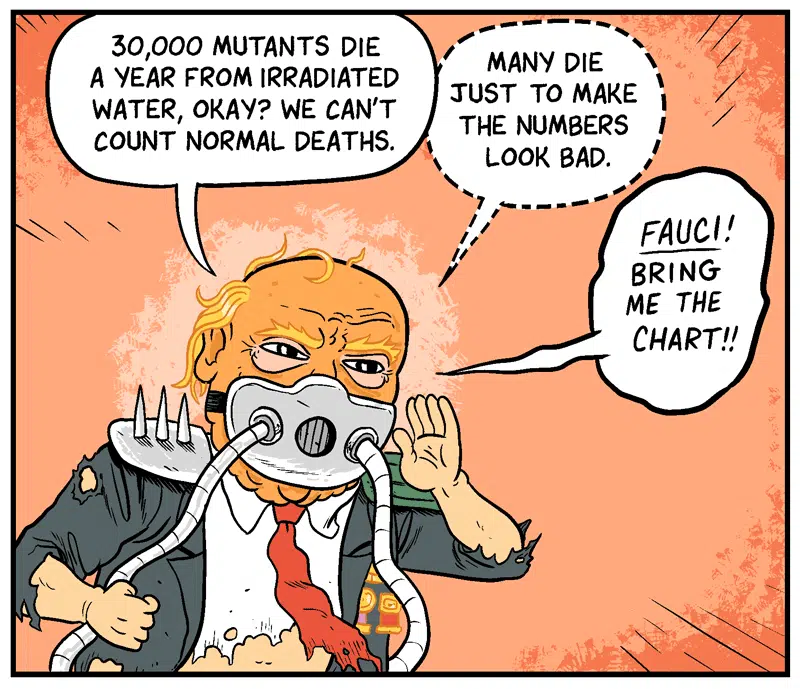 30,000 MUTANTS DIE
A YEAR FROM IRRADIATED
WATER, OKAY? WE CAN'T
COUNT NORMAL DEATHS.
MANY DIE
JUST TO MAKE
THE NUMBERS
LOOK BAD.
FAUCI!
BRING
ME THE
CHART!!